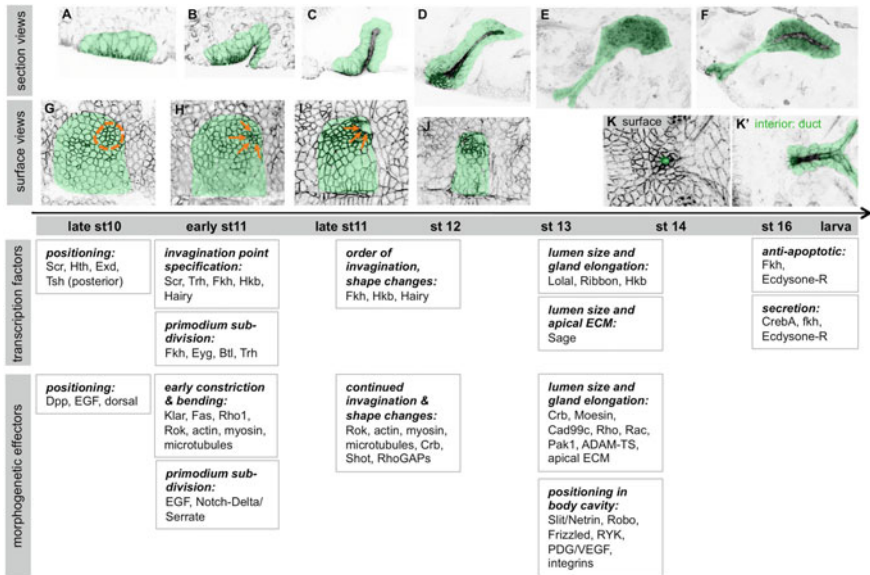 section views
A
B
C
D
E
F
surface views
G
H
I
J
K surface
K' interior: duct
late st10
early st11
late st11
st 12
st 13
st 14
st 16
larva
transcription factors
positioning:
Scr, Hth, Exd,
Tsh (posterior)
invagination point
specification:
Scr, Trh, Fkh, Hkb,
Hairy
primodium sub-
division:
Fkh, Eyg, Btl, Trh
order of
invagination,
shape changes:
Fkh, Hkb, Hairy
lumen size and
gland elongation:
Lolal, Ribbon, Hkb
lumen size and
apical ECM:
Sage
anti-apoptotic:
Fkh,
Ecdysone-R
secretion:
CrebA, fkh,
Ecdysone-R
morphogenetic effectors
positioning:
Dpp, EGF, dorsal
early constriction
& bending:
Klar, Fas, Rho1,
Rok, actin, myosin,
microtubules
primodium sub-
division:
EGF, Notch-Delta/
Serrate
continued
invagination &
shape changes:
Rok, actin, myosin,
microtubules, Crb,
Shot, RhoGAPs
lumen size and
gland elongation:
Crb, Moesin,
Cad99c, Rho, Rac,
Pak1, ADAM-TS,
apical ECM
positioning in
body cavity:
Slit/Netrin, Robo,
Frizzled, RYK,
PDG/VEGF,
integrins